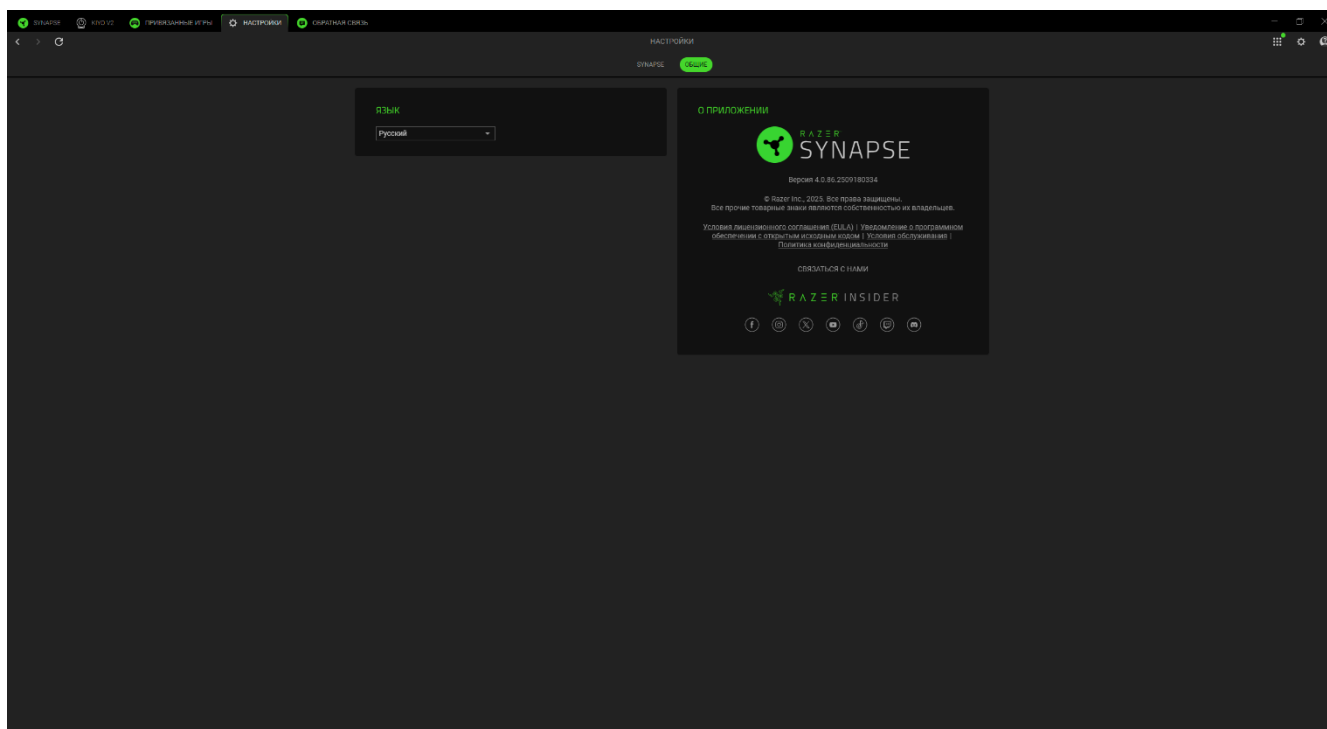 SYNAPSE
KIYO V2
ПРИВЯЗАННЫЕ ИГРЫ
НАСТРОЙКИ
ОБРАТНАЯ СВЯЗЬ
НАСТРОЙКИ
SYNAPSE
ОБЩИЕ
ЯЗЫК
Русский
О ПРИЛОЖЕНИИ
RAZER
SYNAPSE
Версия 4.0.86.2509180334
© Razer Inc., 2025. Все права защищены.
Все прочие товарные знаки являются собственностью их владельцев.
Условия лицензионного соглашения (EULA) | Уведомление о программном
обеспечении с открытым исходным кодом | Условия обслуживания |
Политика конфиденциальности
СВЯЗАТЬСЯ С НАМИ
RAZER INSIDER